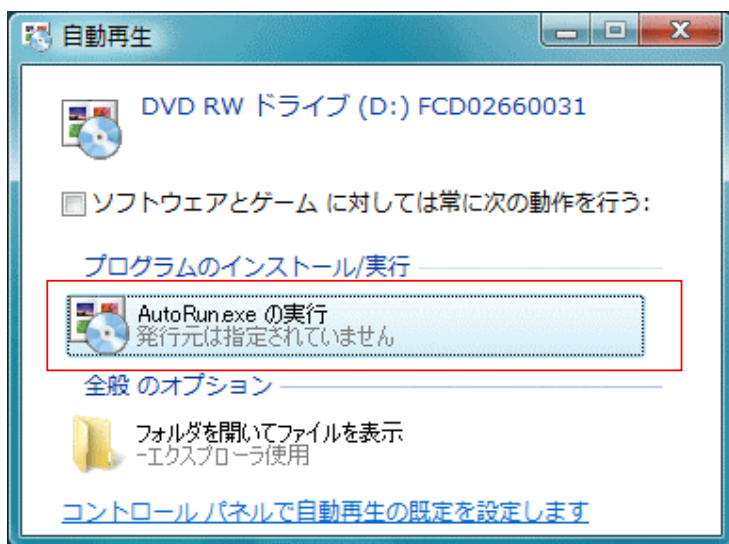 自動再生
DVD RW ドライブ (D:) FCD02660031
ソフトウェアとゲーム に対しては常に次の動作を行う:
プログラムのインストール/実行
AutoRun.exe の実行
発行元は指定されていません
全般 のオプション
フォルダを開いてファイルを表示
-エクスプローラ使用
コントロール パネルで自動再生の既定を設定します